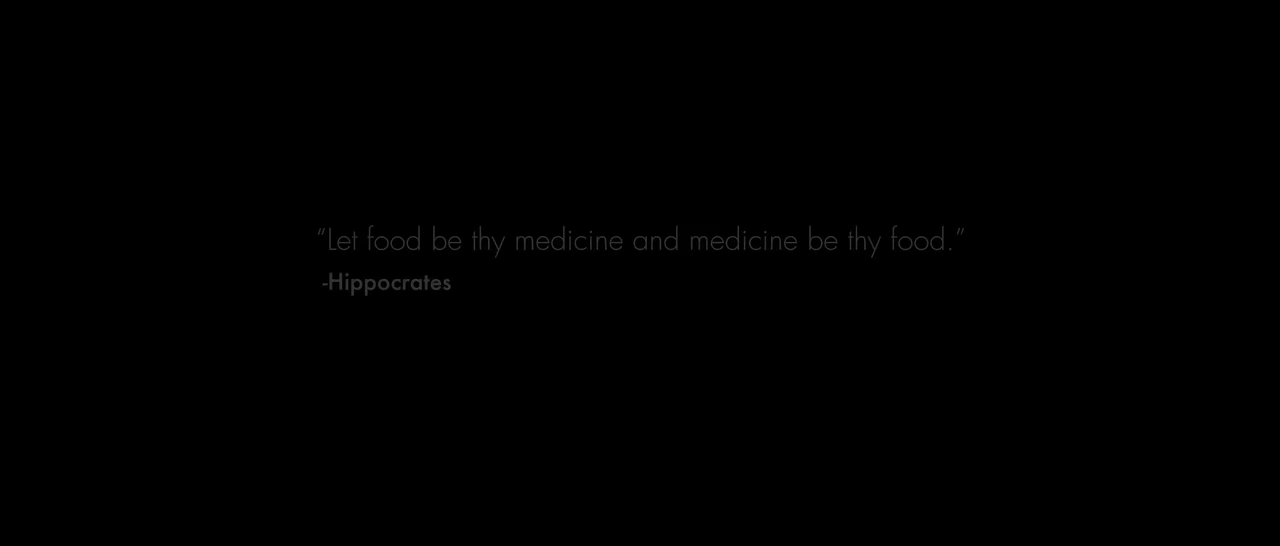 “Let food be thy medicine and medicine be thy food.”
-Hippocrates